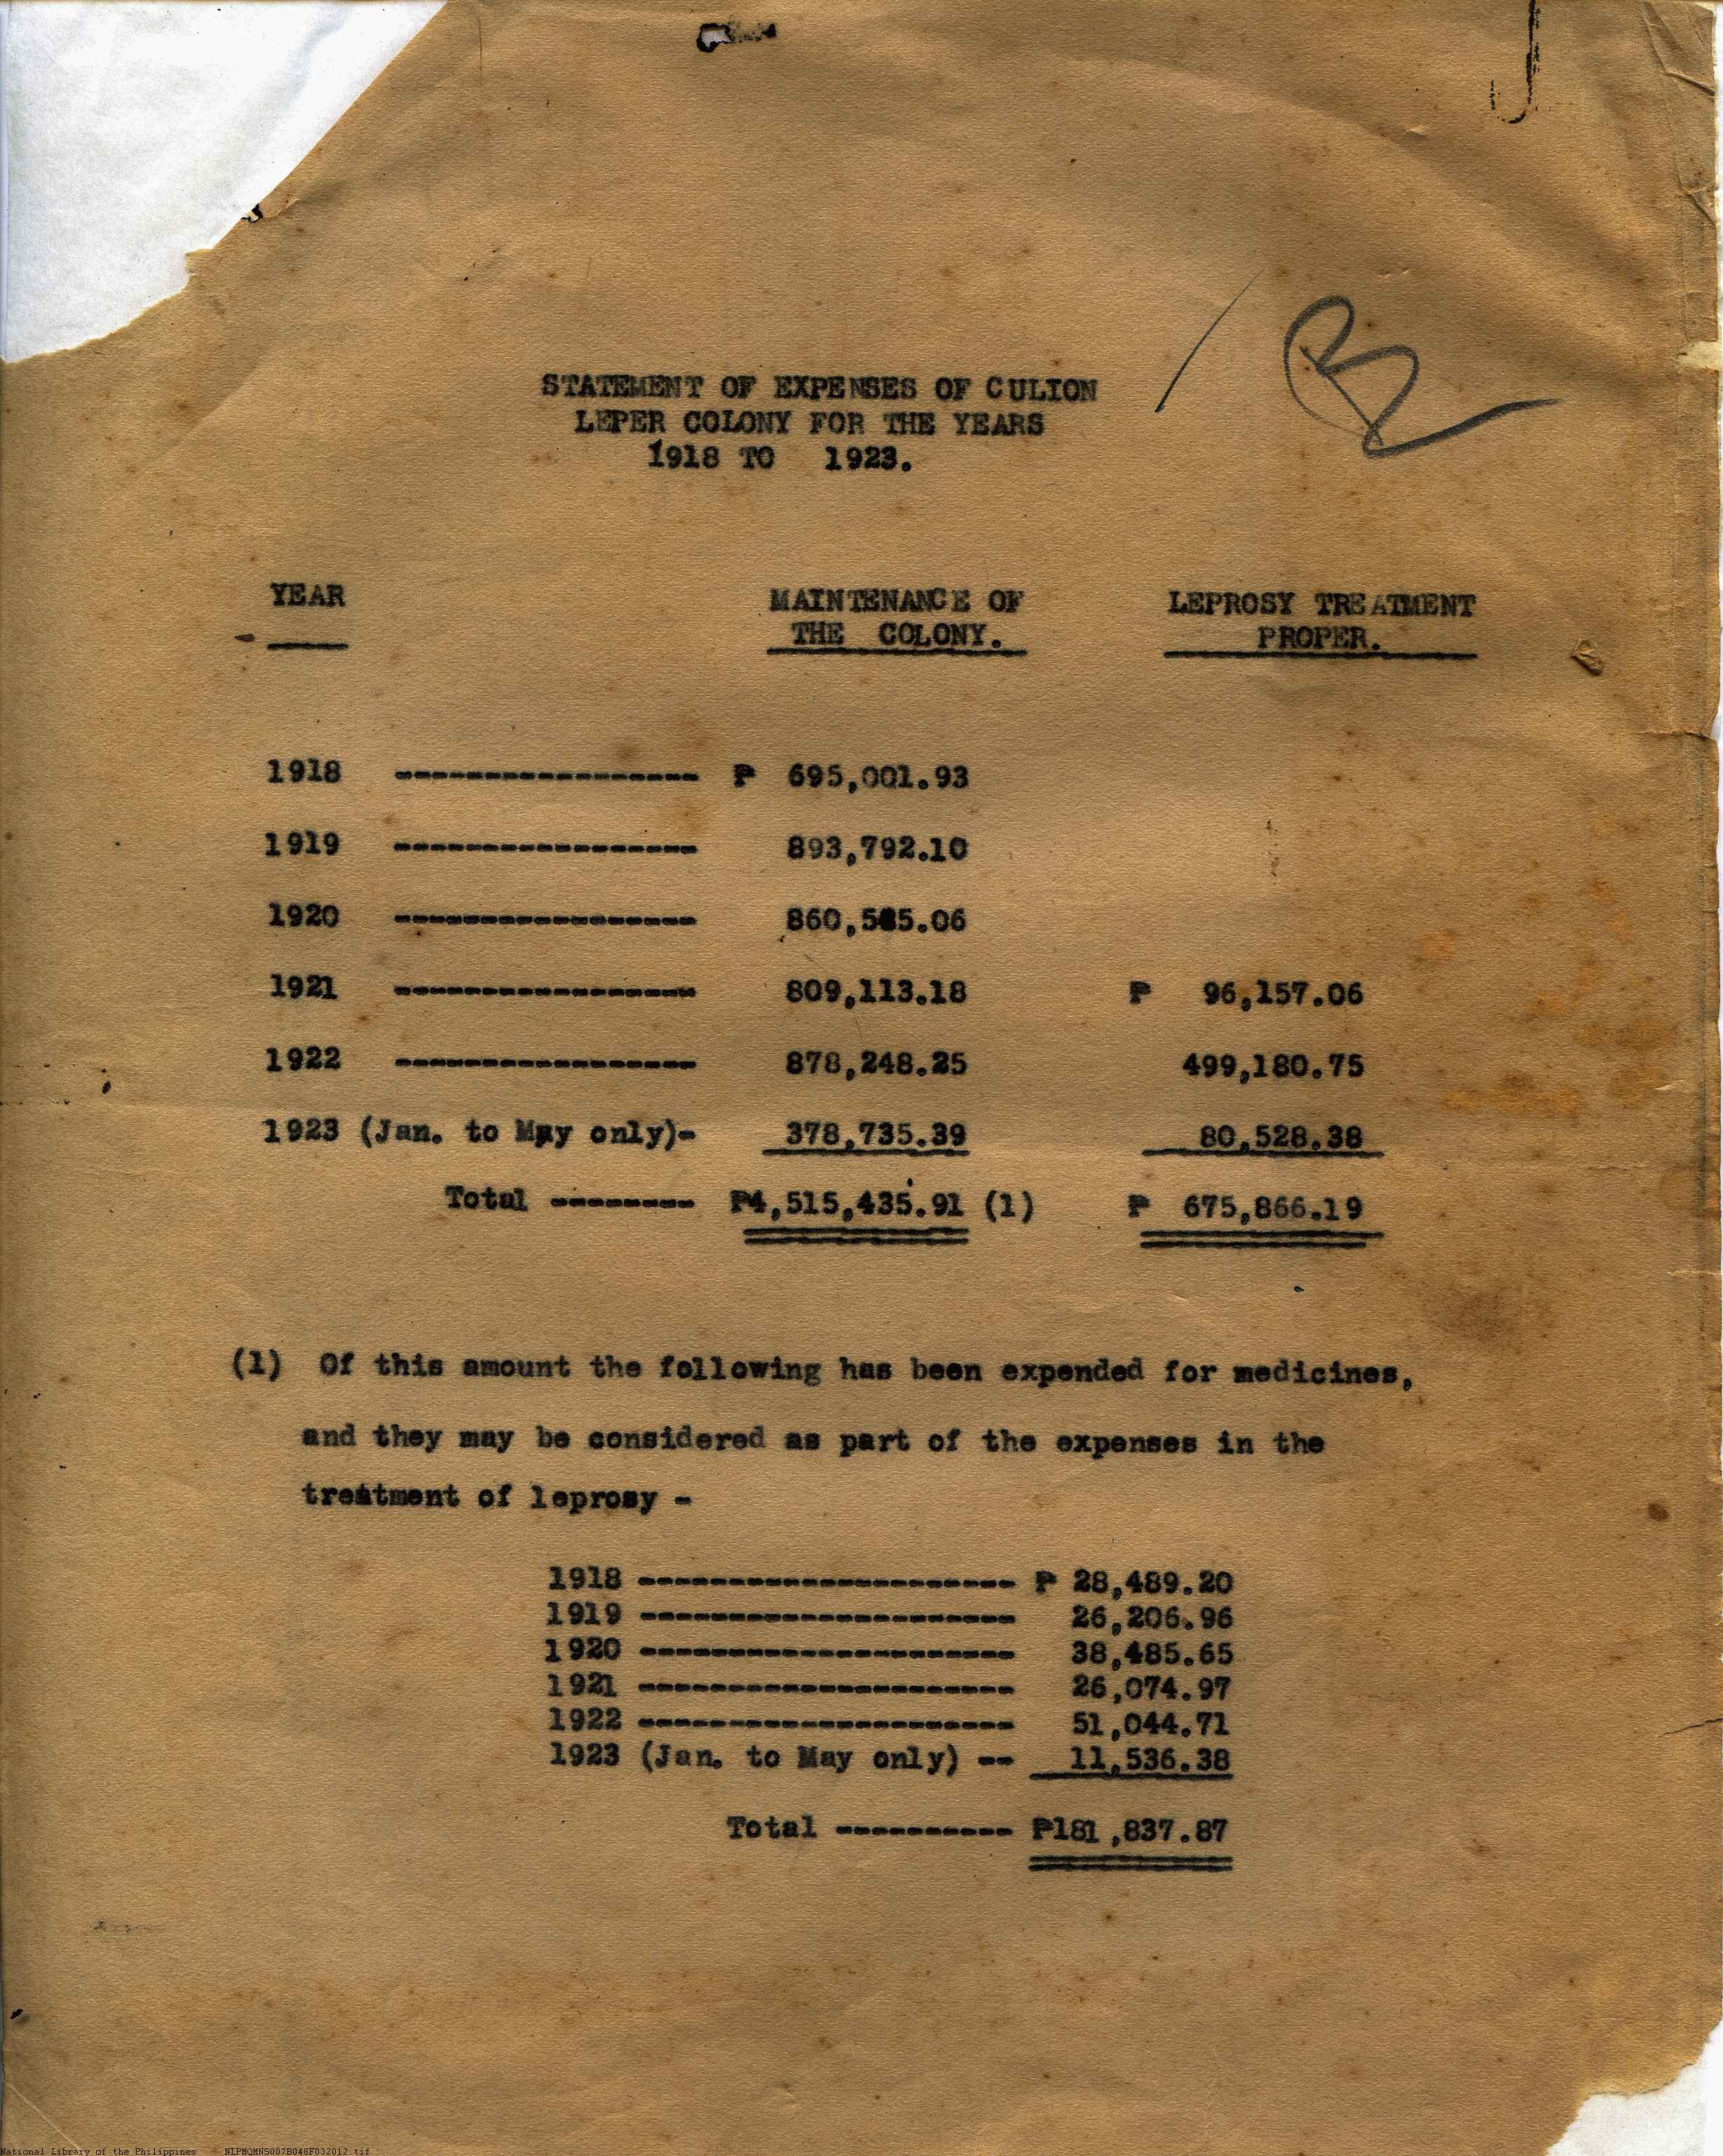 STATEMENT OF EXPENSES OF CULION
LEPER COLONY FOR THE YEARS
1918 TO 1923.
B
YEAR MAINTENANCE OF THE COLONY. LEPROSY TREATMENT PROPER.
1918 ----------------- ₱ 695,001.93
1919 ----------------- 893,792.10
1920 ----------------- 860,545.06
1921 ----------------- 809,113.18 ₱ 96,157.06
1922 ----------------- 878,248.25 499,180.75
1923 (Jan. to May only)- 378,735.39 80,528.38
Total -------- ₱4,515,435.91 (1) ₱ 675,866.19
(1) Of this amount the following has been expended for medicines,
and they may be considered as part of the expenses in the
treatment of leprosy -
1918 --------------------- ₱ 28,489.20
1919 --------------------- 26,206.96
1920 --------------------- 38,485.65
1921 --------------------- 26,074.97
1922 --------------------- 51,044.71
1923 (Jan. to May only) -- 11,536.38
Total ---------- ₱181,837.87
National Library of the Philippines NLPMQMNS007B048F032012.tif